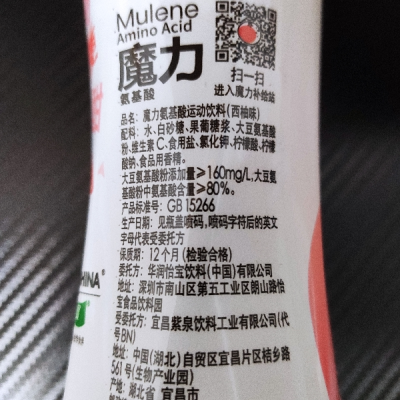 Mulene
Amino Acid
魔力
氨基酸
扫一扫
进入魔力补给站
品名：魔力氨基酸运动饮料（西柚味）
配料：水、白砂糖、果葡糖浆、大豆氨基酸
粉、维生素C、食用盐、氯化钾、柠檬酸、柠檬
酸钠、食品用香精。
大豆氨基酸粉添加量≥160mg/L，大豆氨
基酸粉中氨基酸含量≥80%。
产品标准号：GB 15266
生产日期：见瓶盖喷码，喷码字符后的英文
字母代表受委托方
保质期：12个月（检验合格）
委托方：华润怡宝饮料（中国）有限公司
地址：深圳市南山区第五工业区朗山路怡
宝食品饮料园
受委托方：宜昌紫泉饮料工业有限公司（代
号BN）
地址：中国（湖北）自贸区宜昌片区桔乡路
561号（生物产业园）
产地：湖北省 宜昌市
HINA